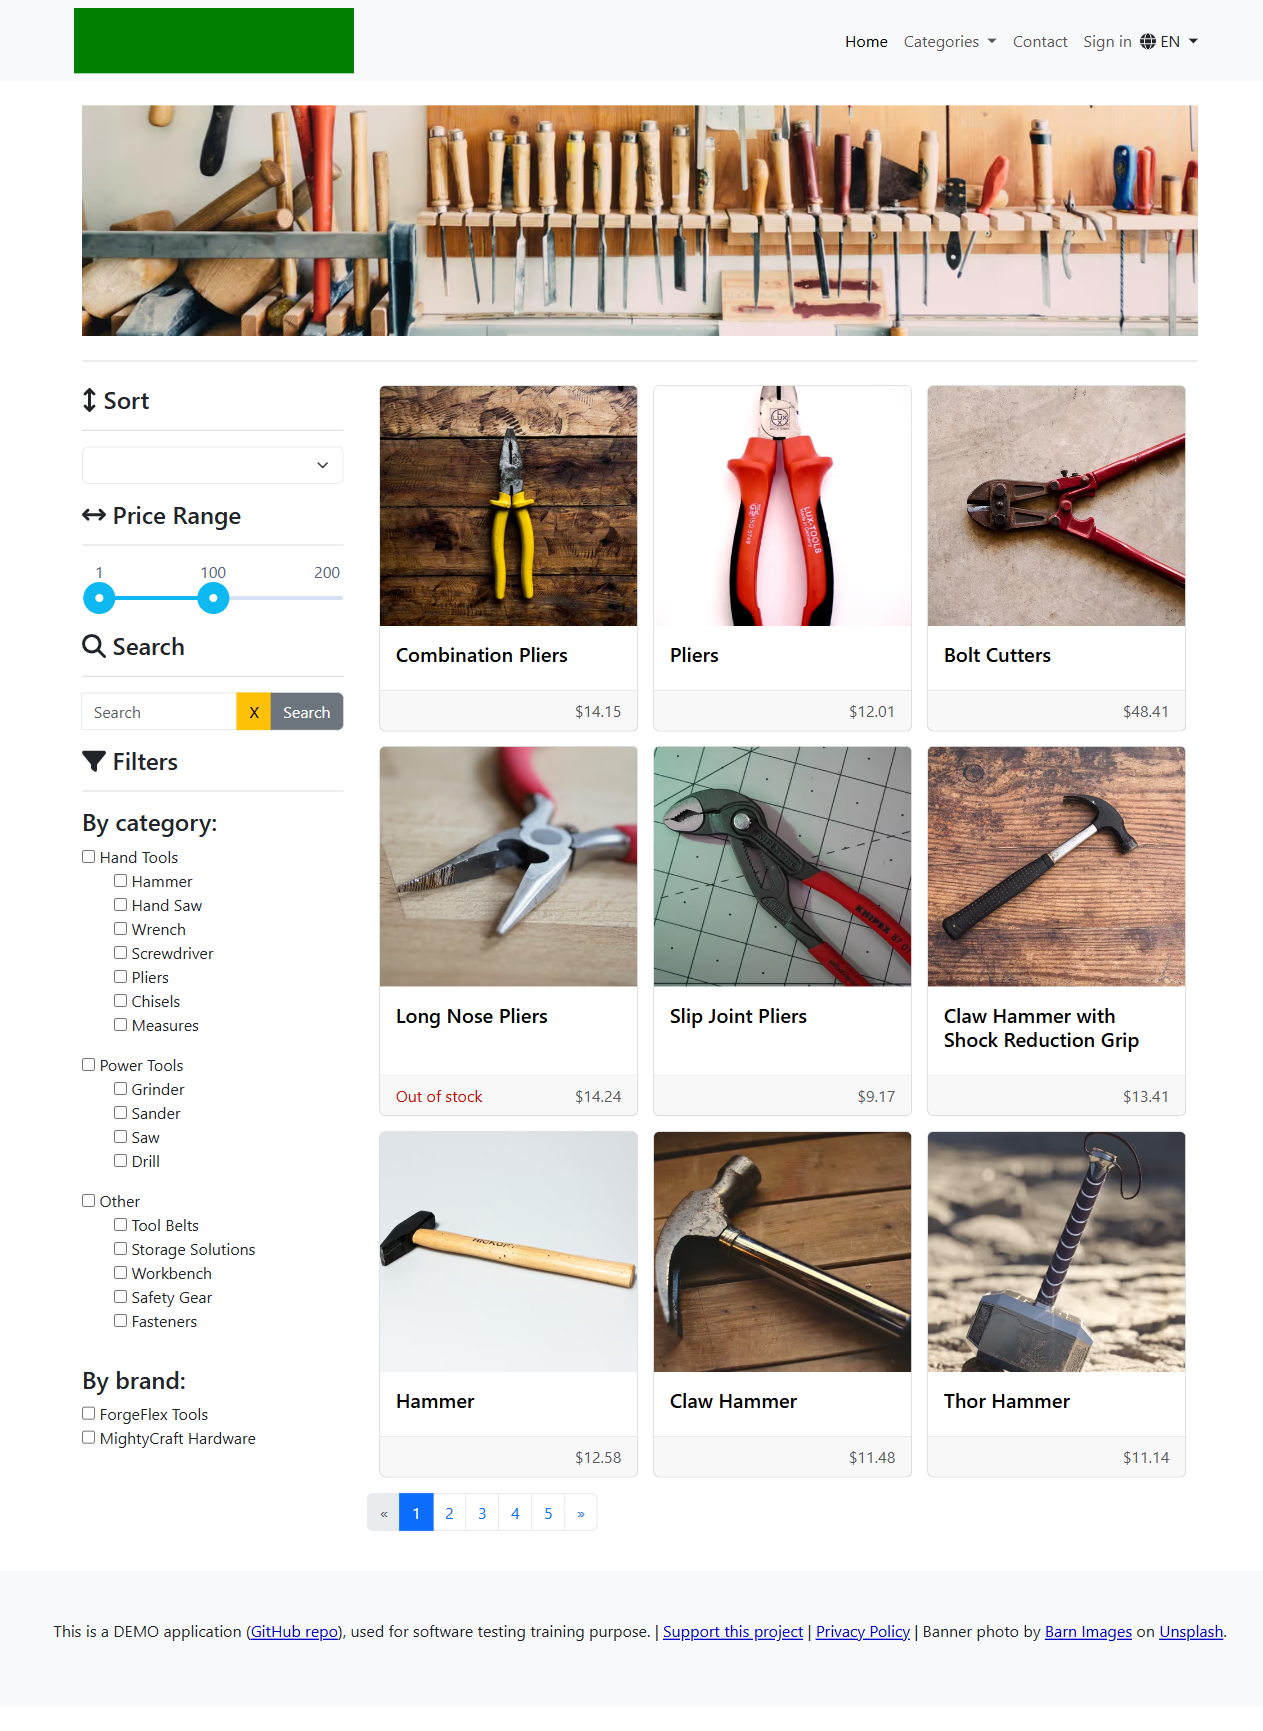 Home Categories Contact Sign in EN
Sort
Price Range
1 100 200
Search
Search X Search
Filters
By category:
Hand Tools
Hammer
Hand Saw
Wrench
Screwdriver
Pliers
Chisels
Measures
Power Tools
Grinder
Sander
Saw
Drill
Other
Tool Belts
Storage Solutions
Workbench
Safety Gear
Fasteners
By brand:
ForgeFlex Tools
MightyCraft Hardware
Combination Pliers
$14.15
Pliers
$12.01
Bolt Cutters
$48.41
Long Nose Pliers
Out of stock $14.24
Slip Joint Pliers
$9.17
Claw Hammer with
Shock Reduction Grip
$13.41
Hammer
$12.58
Claw Hammer
$11.48
Thor Hammer
$11.14
« 1 2 3 4 5 »
This is a DEMO application (GitHub repo), used for software testing training purpose. | Support this project | Privacy Policy | Banner photo by Barn Images on Unsplash.